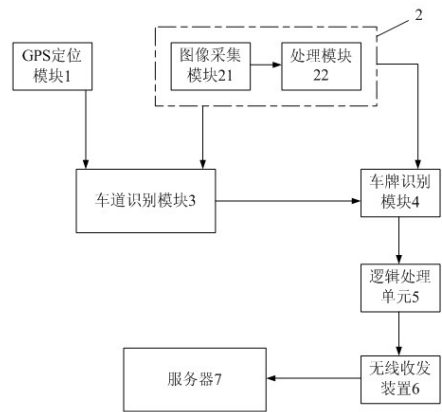 2
GPS定位
模块1
图像采集
模块21
处理模块
22
车道识别模块3
车牌识别
模块4
逻辑处理
单元5
服务器7
无线收发
装置6